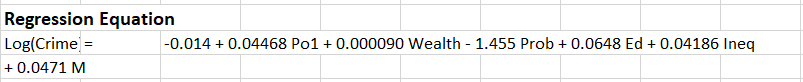 Regression Equation
Log(Crime) = -0.014 + 0.04468 Po1 + 0.000090 Wealth - 1.455 Prob + 0.0648 Ed + 0.04186 Ineq
+ 0.0471 M